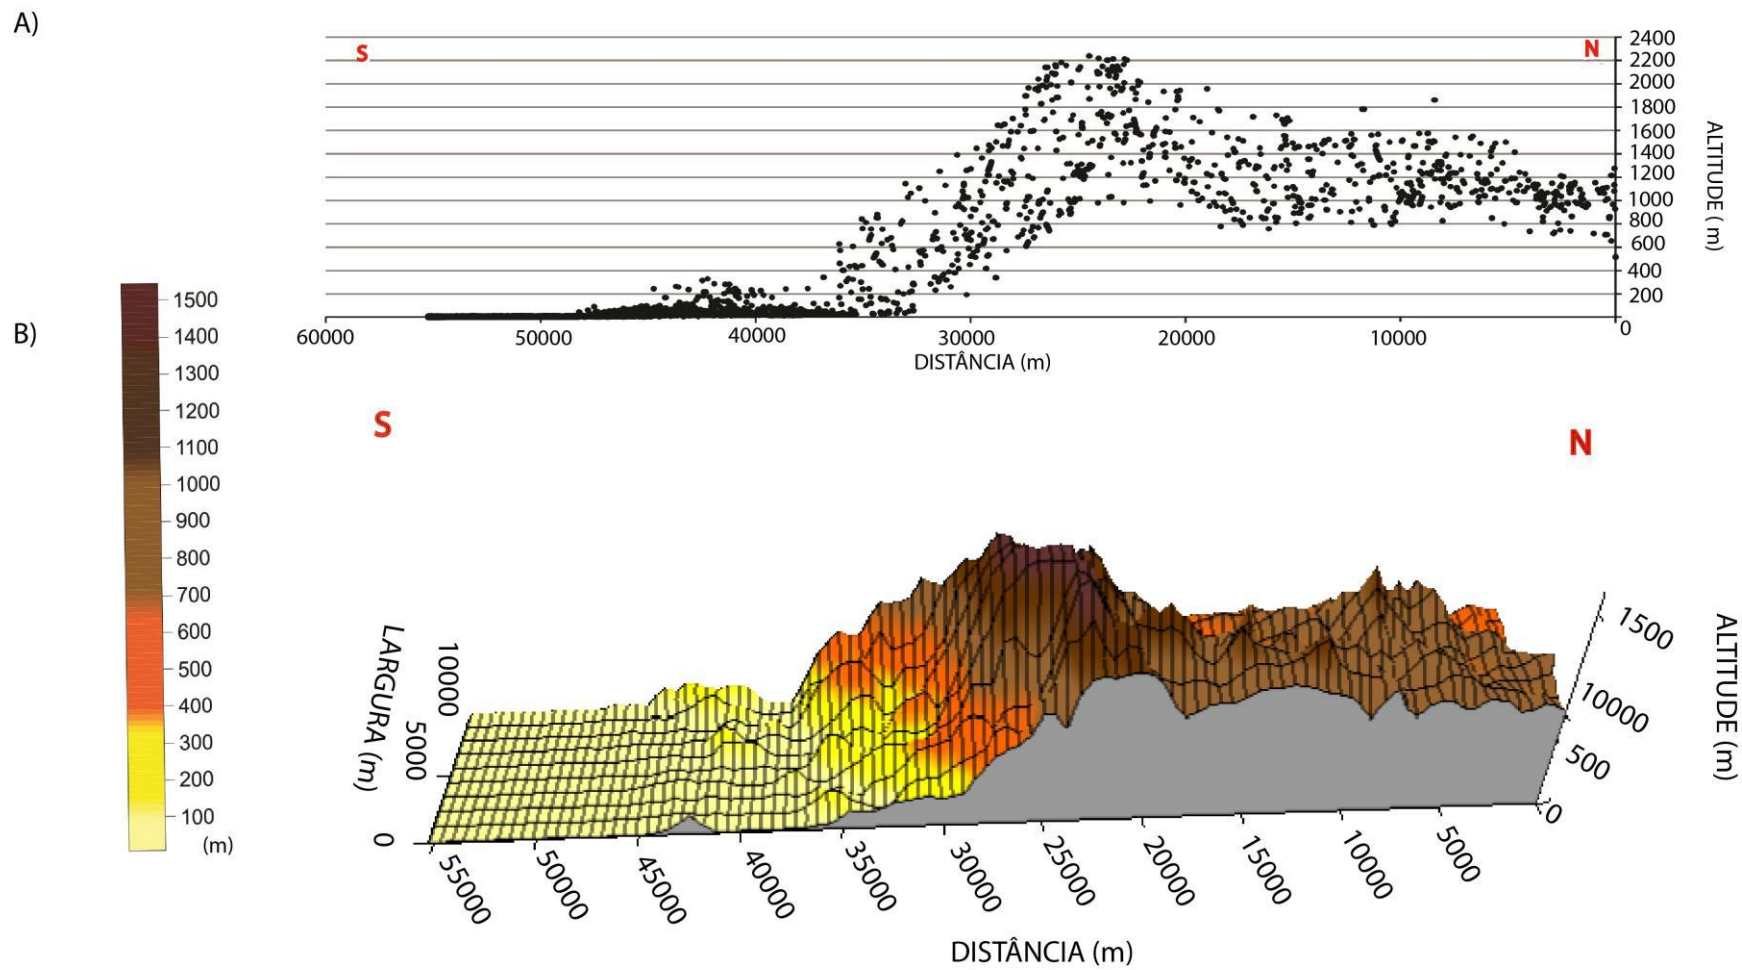 A)
S
N
2400
2200
2000
1800
1600
1400
1200
1000
800
600
400
200
0
ALTITUDE ( m)
60000 50000 40000 30000 20000 10000
DISTÂNCIA (m)
B)
1500
1400
1300
1200
1100
1000
900
800
700
600
500
400
300
200
100
(m)
S
N
LARGURA (m)
10000
5000
0
1500
10000
500
0
ALTITUDE (m)
55000 50000 45000 40000 35000 30000 25000 20000 15000 10000 5000
DISTÂNCIA (m)